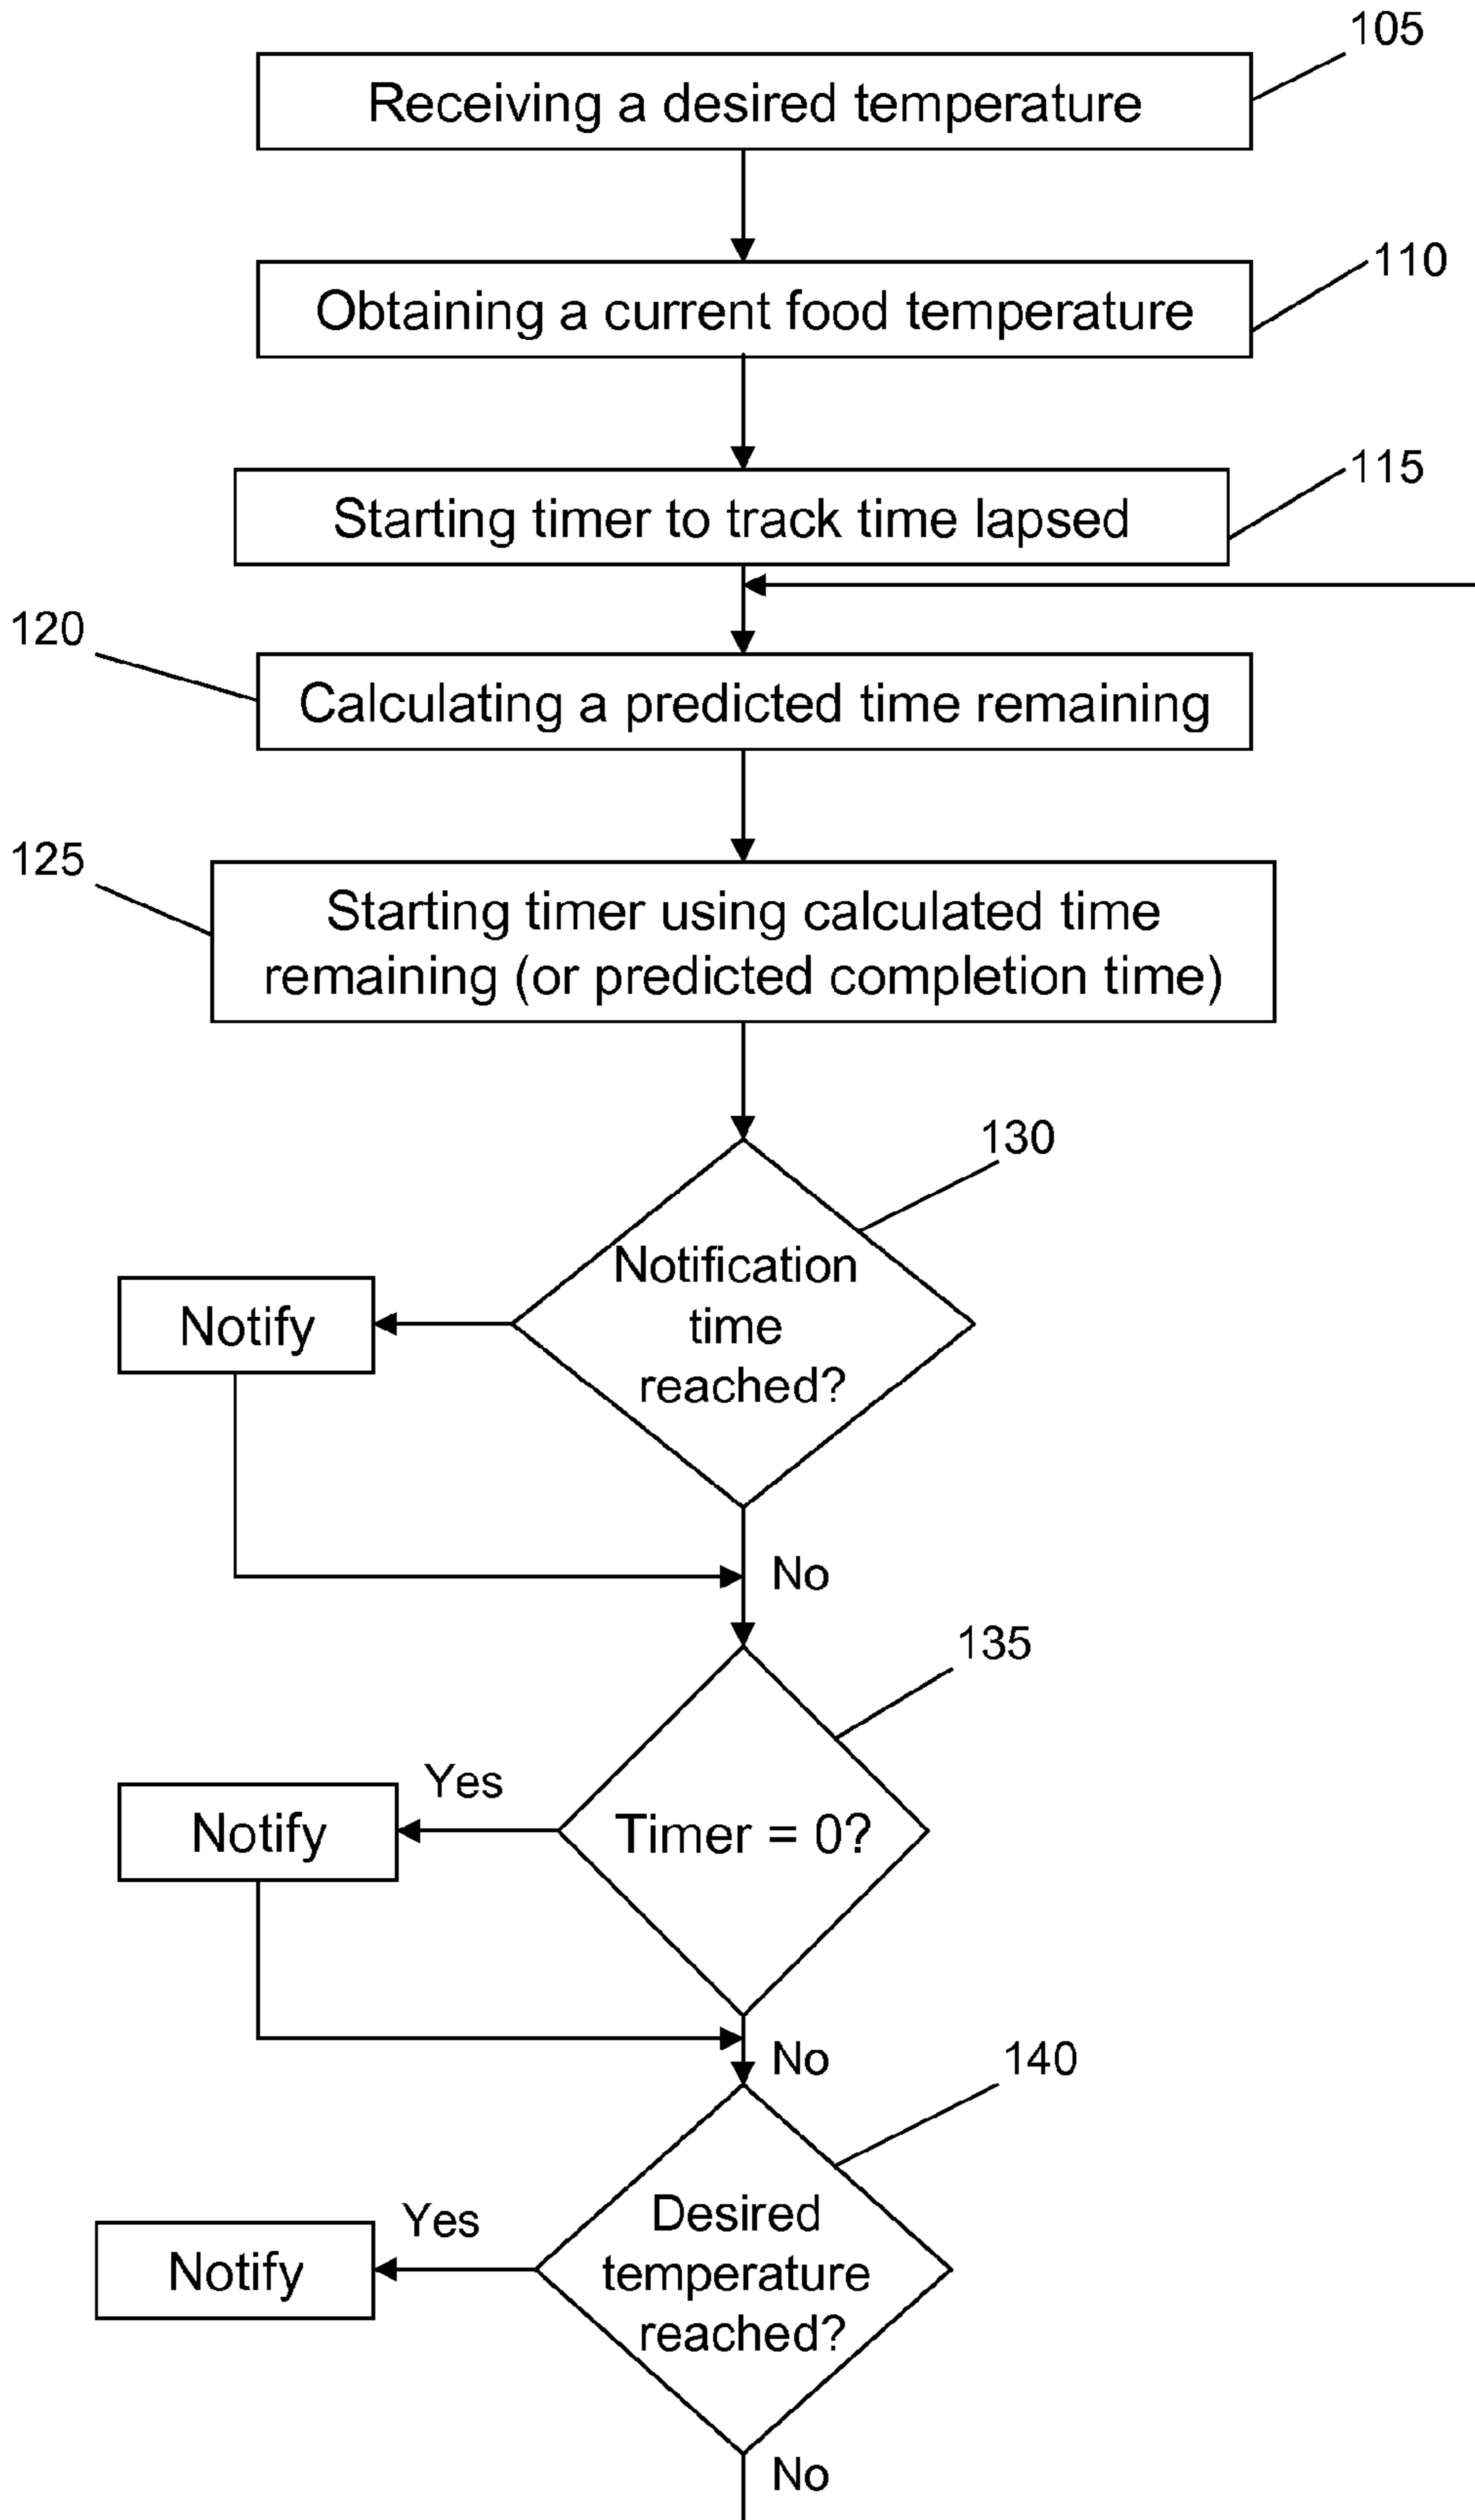 105
Receiving a desired temperature
110
Obtaining a current food temperature
115
Starting timer to track time lapsed
120
Calculating a predicted time remaining
125
Starting timer using calculated time
remaining (or predicted completion time)
130
Notification
time
reached?
Notify
No
135
Yes
Timer = 0?
Notify
No
140
Yes
Desired
temperature
reached?
Notify
No